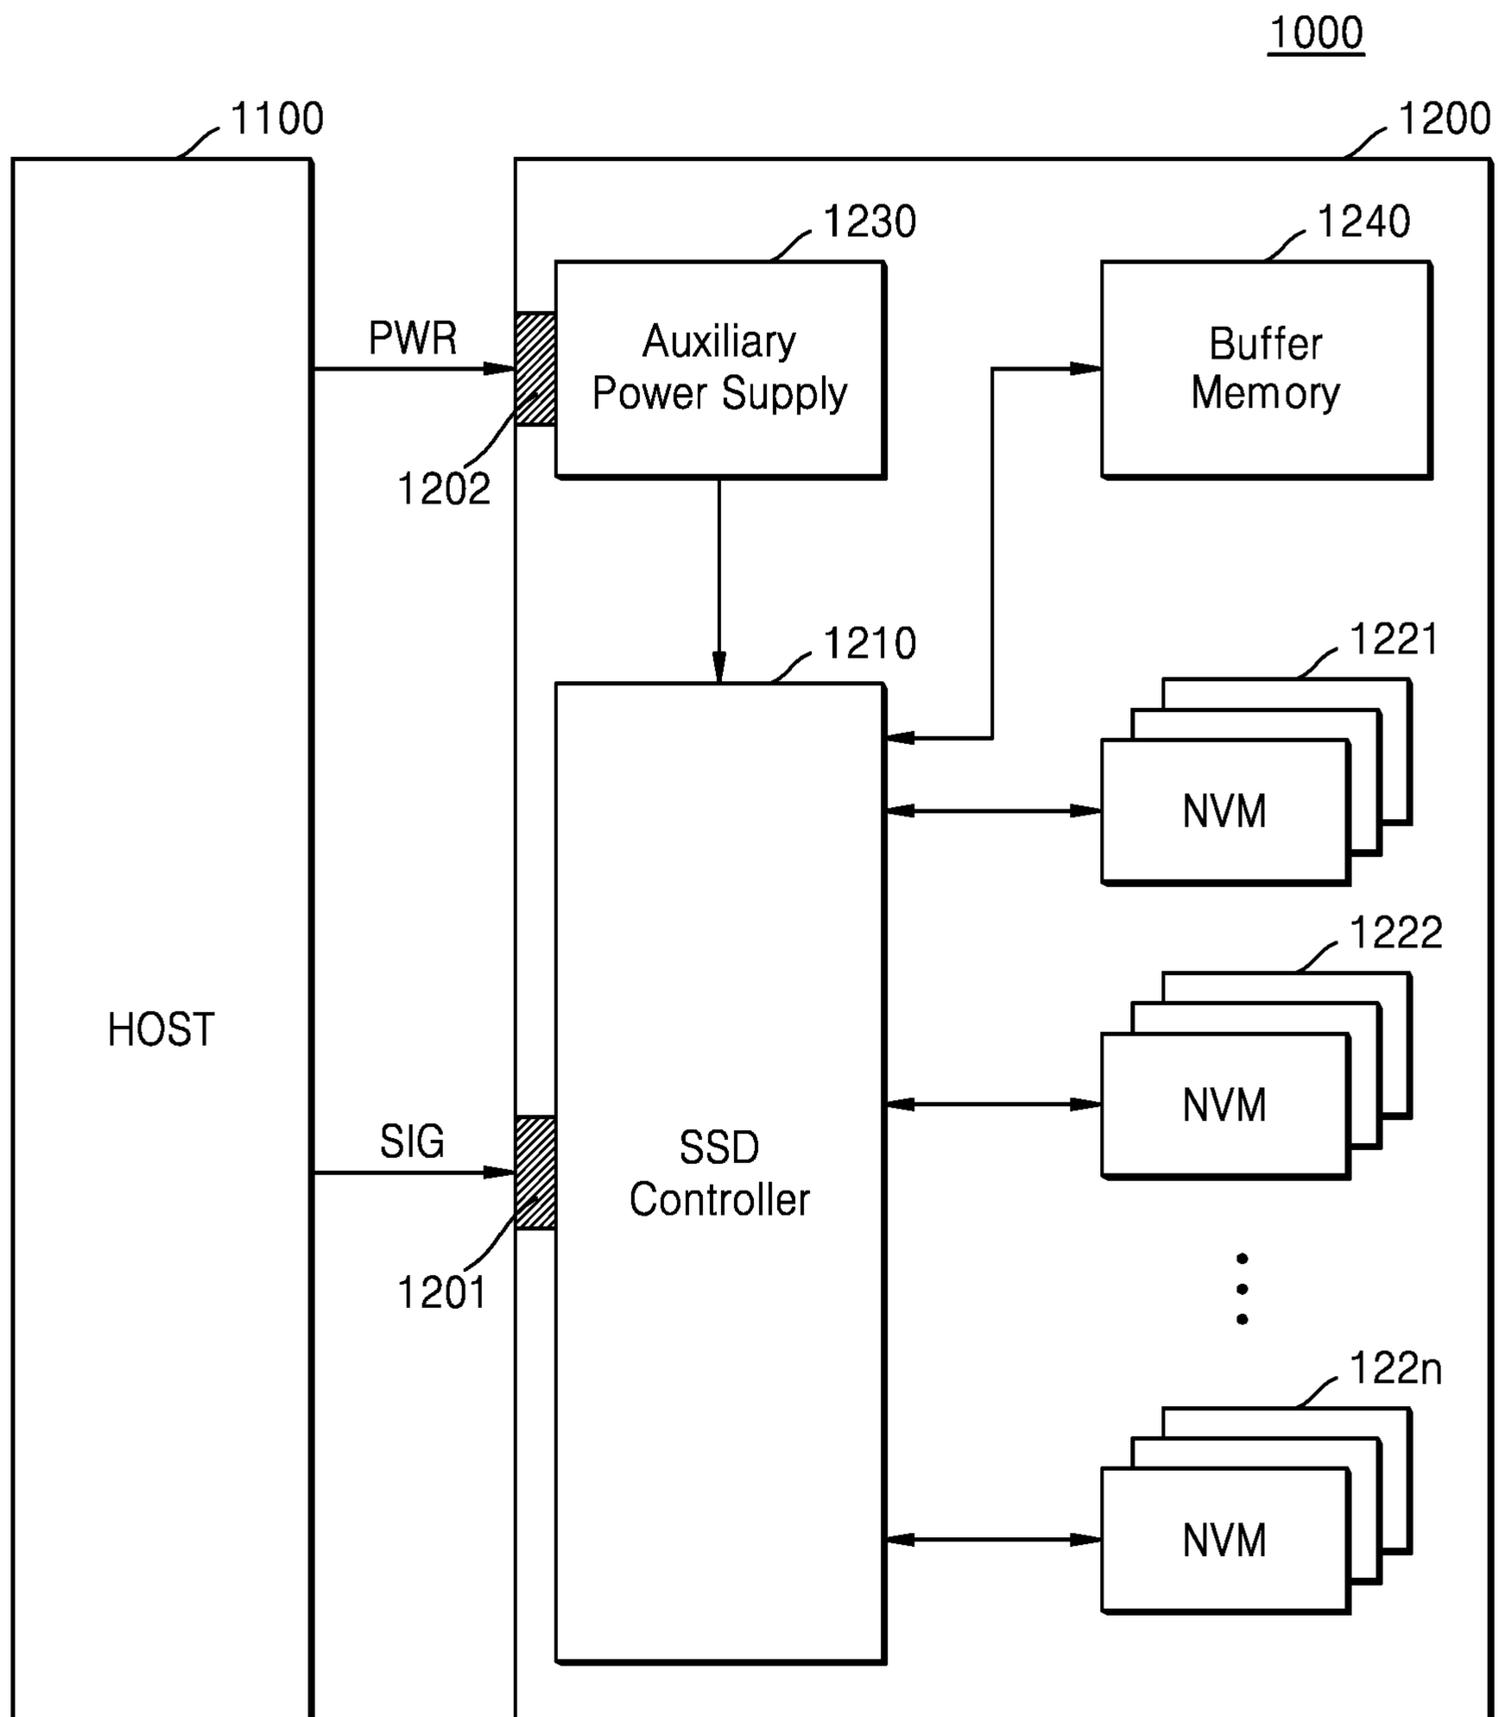 1000
1100
1200
1230
1240
PWR
Auxiliary
Power Supply
Buffer
Memory
1202
1210
1221
NVM
1222
HOST
NVM
SIG
SSD
Controller
1201
122n
NVM